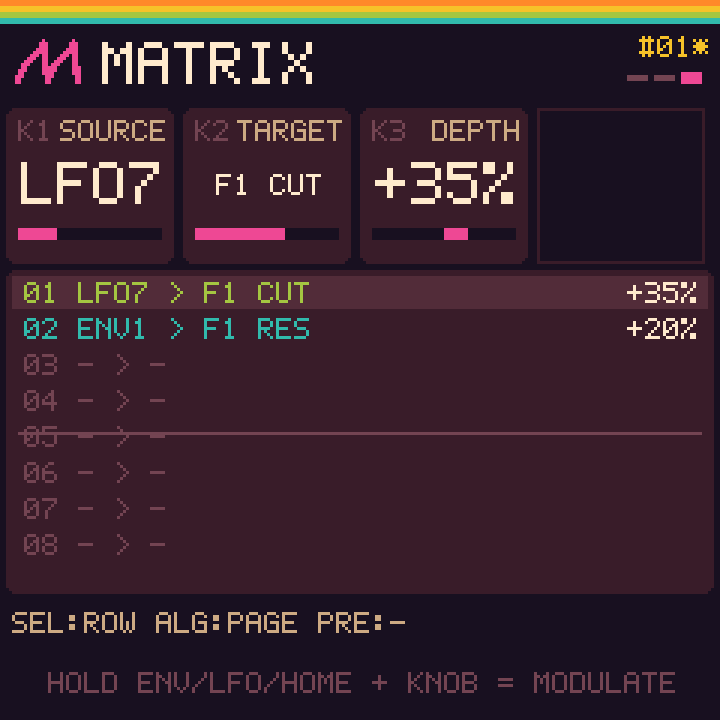 MATRIX #01*
K1 SOURCE K2 TARGET K3 DEPTH
LFO7 F1 CUT +35%
01 LFO7 > F1 CUT +35%
02 ENV1 > F1 RES +20%
03 - > -
04 - > -
05 - > -
06 - > -
07 - > -
08 - > -
SEL:ROW ALG:PAGE PRE:-
HOLD ENV/LFO/HOME + KNOB = MODULATE